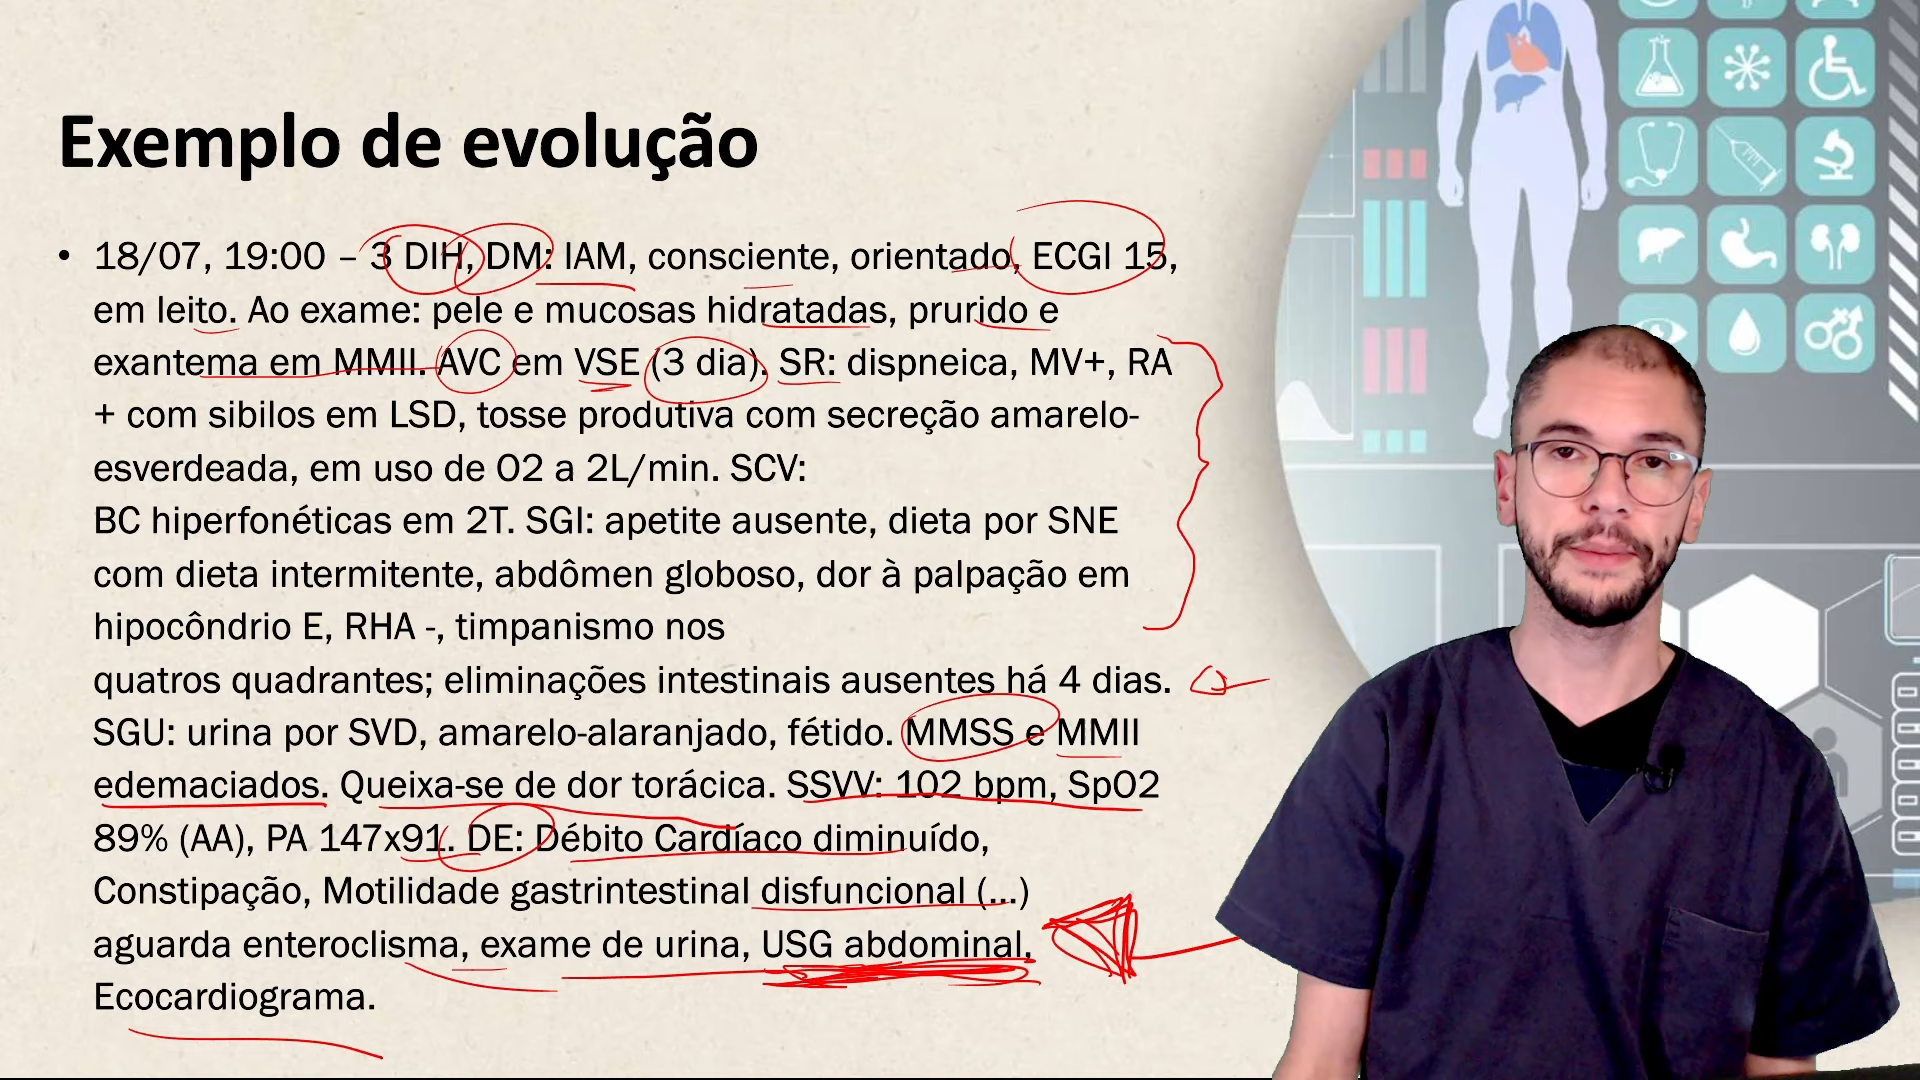 Exemplo de evolução
• 18/07, 19:00 – 3 DIH, DM: IAM, consciente, orientado, ECGl 15,
em leito. Ao exame: pele e mucosas hidratadas, prurido e
exantema em MMII. AVC em VSE (3 dia). SR: dispneica, MV+, RA
+ com sibilos em LSD, tosse produtiva com secreção amarelo-
esverdeada, em uso de O2 a 2L/min. SCV:
BC hiperfonéticas em 2T. SGI: apetite ausente, dieta por SNE
com dieta intermitente, abdômen globoso, dor à palpação em
hipocôndrio E, RHA -, timpanismo nos
quatros quadrantes; eliminações intestinais ausentes há 4 dias.
SGU: urina por SVD, amarelo-alaranjado, fétido. MMSS e MMII
edemaciados. Queixa-se de dor torácica. SSVV: 102 bpm, SpO2
89% (AA), PA 147x91. DE: Débito Cardíaco diminuído,
Constipação, Motilidade gastrintestinal disfuncional (...)
aguarda enteroclisma, exame de urina, USG abdominal,
Ecocardiograma.